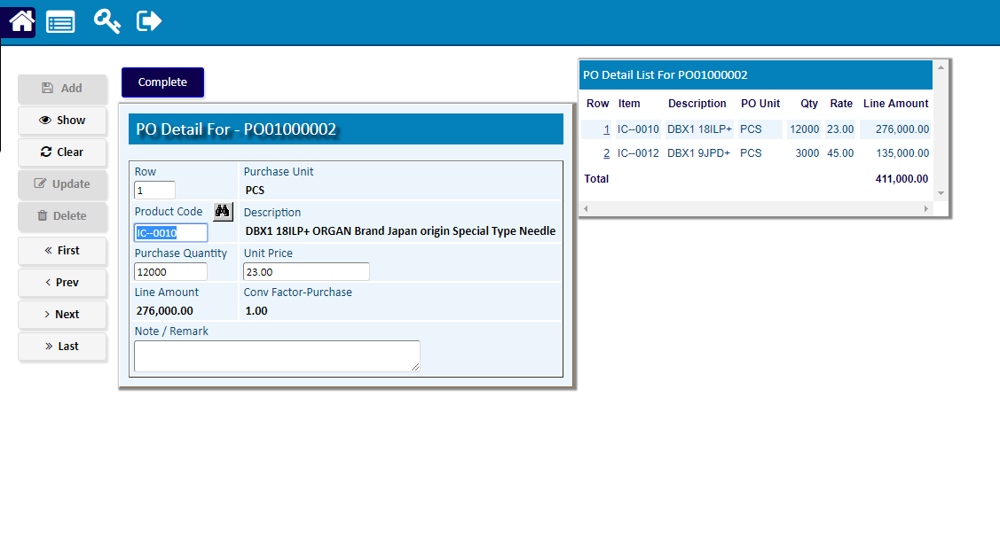 Add
Show
Clear
Update
Delete
« First
‹ Prev
› Next
» Last
Complete
PO Detail For - PO01000002
Row Purchase Unit
1 PCS
Product Code Description
IC--0010 DBX1 18ILP+ ORGAN Brand Japan origin Special Type Needle
Purchase Quantity Unit Price
12000 23.00
Line Amount Conv Factor-Purchase
276,000.00 1.00
Note / Remark
PO Detail List For PO01000002
Row Item Description PO Unit Qty Rate Line Amount
1 IC--0010 DBX1 18ILP+ PCS 12000 23.00 276,000.00
2 IC--0012 DBX1 9JPD+ PCS 3000 45.00 135,000.00
Total 411,000.00